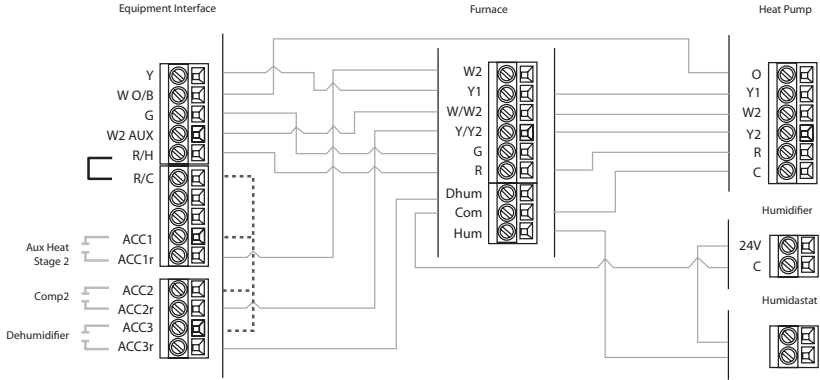 Equipment Interface
Furnace
Heat Pump
Y
W O/B
G
W2 AUX
R/H
R/C
ACC1
ACC1r
ACC2
ACC2r
ACC3
ACC3r
Aux Heat
Stage 2
Comp2
Dehumidifier
W2
Y1
W/W2
Y/Y2
G
R
Dhum
Com
Hum
O
Y1
W2
Y2
R
C
Humidifier
24V
C
Humidastat